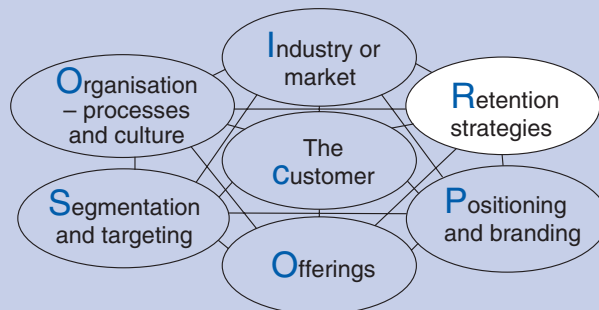 Industry or
market
Organisation
– processes
and culture
Retention
strategies
The
customer
Segmentation
and targeting
Positioning
and branding
Offerings